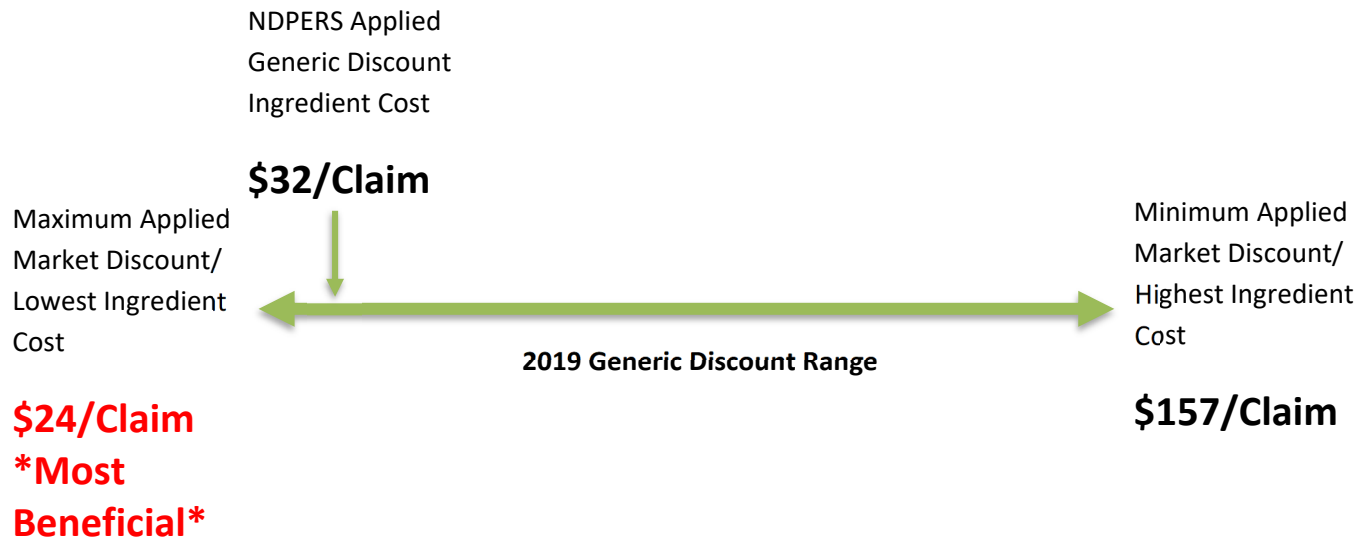 NDPERS Applied
Generic Discount
Ingredient Cost
$32/Claim
Maximum Applied
Market Discount/
Lowest Ingredient
Cost
$24/Claim
*Most
Beneficial*
2019 Generic Discount Range
Minimum Applied
Market Discount/
Highest Ingredient
Cost
$157/Claim